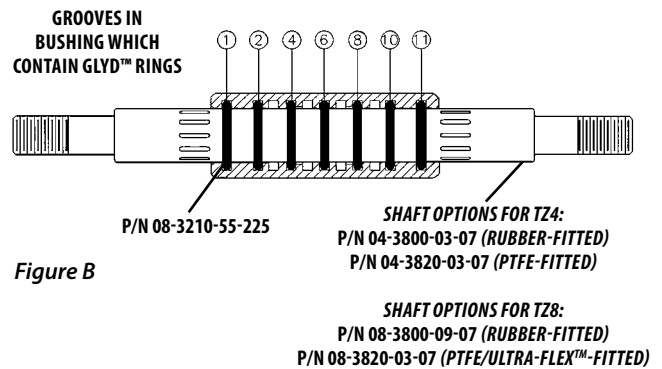 GROOVES IN
BUSHING WHICH
CONTAIN GLYD™ RINGS
1 2 4 6 8 10 11
P/N 08-3210-55-225
SHAFT OPTIONS FOR TZ4:
P/N 04-3800-03-07 (RUBBER-FITTED)
P/N 04-3820-03-07 (PTFE-FITTED)
Figure B
SHAFT OPTIONS FOR TZ8:
P/N 08-3800-09-07 (RUBBER-FITTED)
P/N 08-3820-03-07 (PTFE/ULTRA-FLEX™-FITTED)